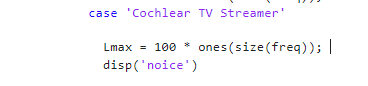 case 'Cochlear TV Streamer'
Lmax = 100 * ones(size(freq));
disp('noice')